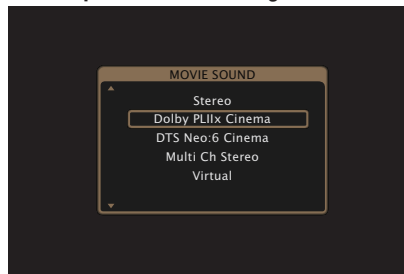 MOVIE SOUND
Stereo
Dolby PLIIx Cinema
DTS Neo:6 Cinema
Multi Ch Stereo
Virtual